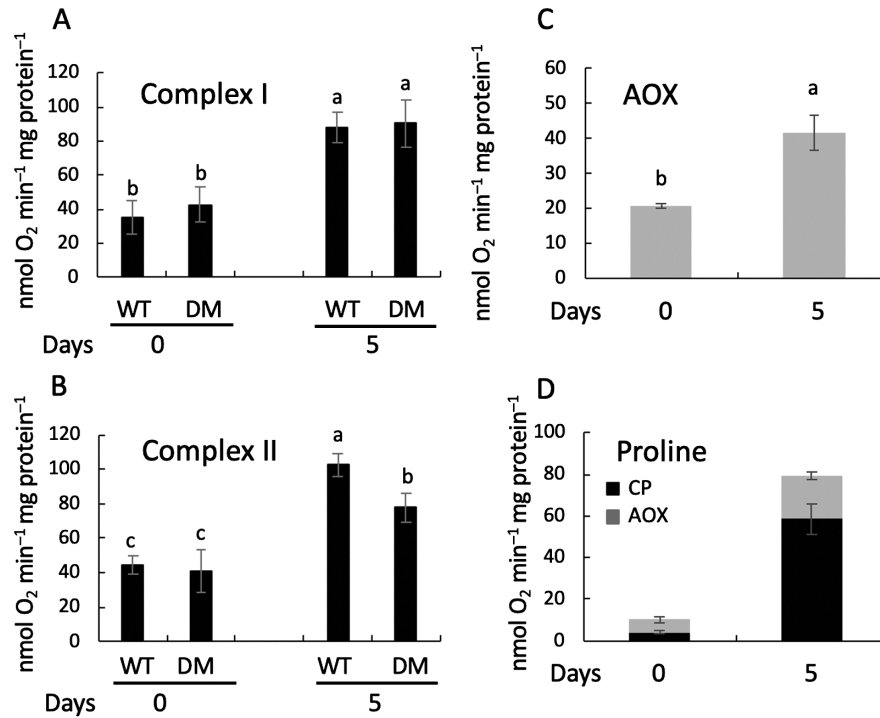 A
nmol O₂ min⁻¹ mg protein⁻¹
120
100
80
60
40
20
0
Complex I
b
b
a
a
WT DM WT DM
Days 0 5
B
nmol O₂ min⁻¹ mg protein⁻¹
120
100
80
60
40
20
0
Complex II
c
c
a
b
WT DM WT DM
Days 0 5
C
nmol O₂ min⁻¹ mg protein⁻¹
60
50
40
30
20
10
0
AOX
b
a
Days 0 5
D
nmol O₂ min⁻¹ mg protein⁻¹
100
80
60
40
20
0
Proline
CP
AOX
Days 0 5